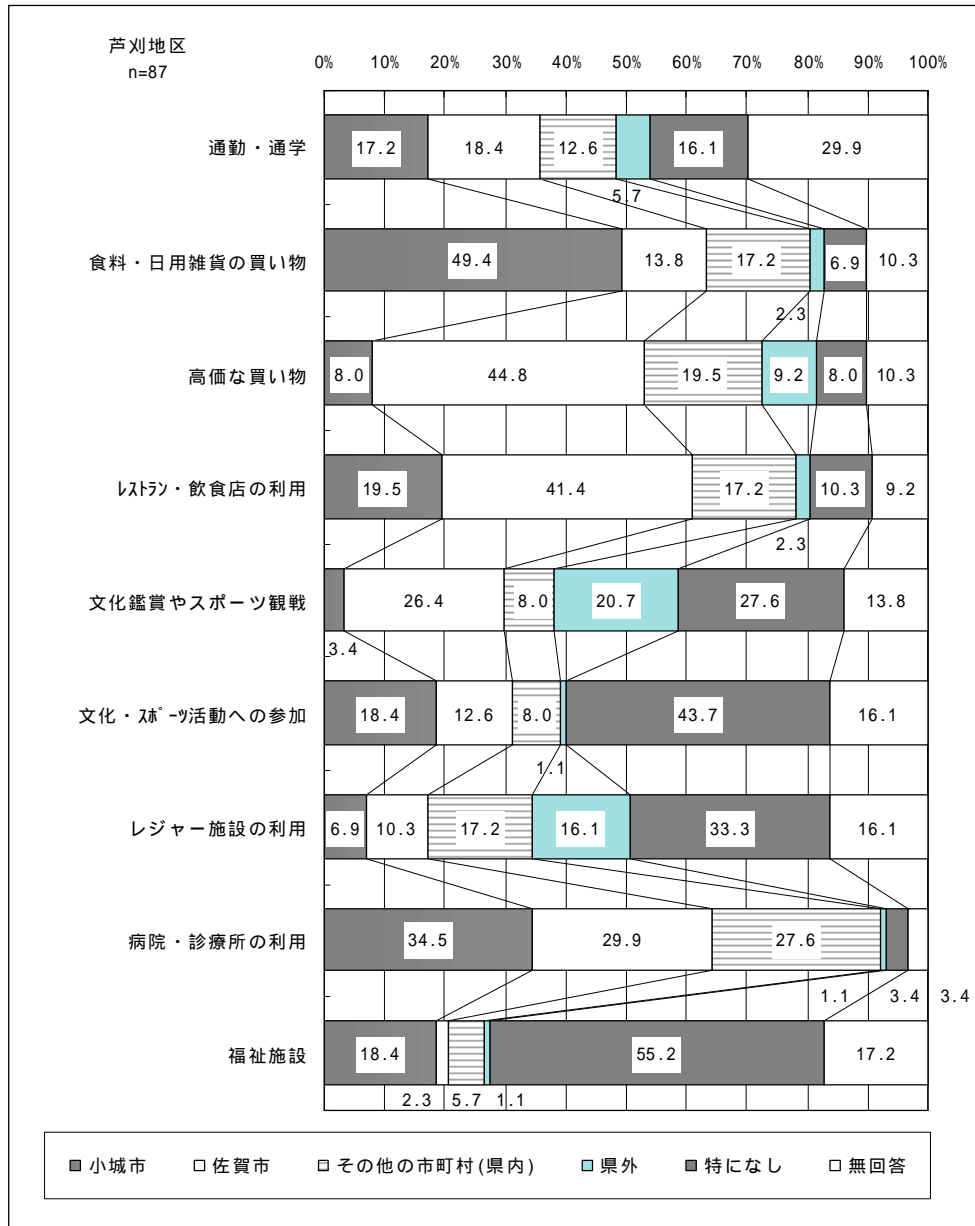 芦刈地区
n=87
0% 10% 20% 30% 40% 50% 60% 70% 80% 90% 100%
通勤・通学 17.2 18.4 12.6 16.1 29.9
5.7
食料・日用雑貨の買い物 49.4 13.8 17.2 6.9 10.3
2.3
高価な買い物 8.0 44.8 19.5 9.2 8.0 10.3
ﾚｽﾄﾗﾝ・飲食店の利用 19.5 41.4 17.2 10.3 9.2
2.3
文化鑑賞やスポーツ観戦 26.4 8.0 20.7 27.6 13.8
3.4
文化・ｽﾎﾟｰﾂ活動への参加 18.4 12.6 8.0 43.7 16.1
1.1
レジャー施設の利用 6.9 10.3 17.2 16.1 33.3 16.1
病院・診療所の利用 34.5 29.9 27.6
1.1 3.4 3.4
福祉施設 18.4 55.2 17.2
2.3 5.7 1.1
小城市 佐賀市 その他の市町村(県内) 県外 特になし 無回答